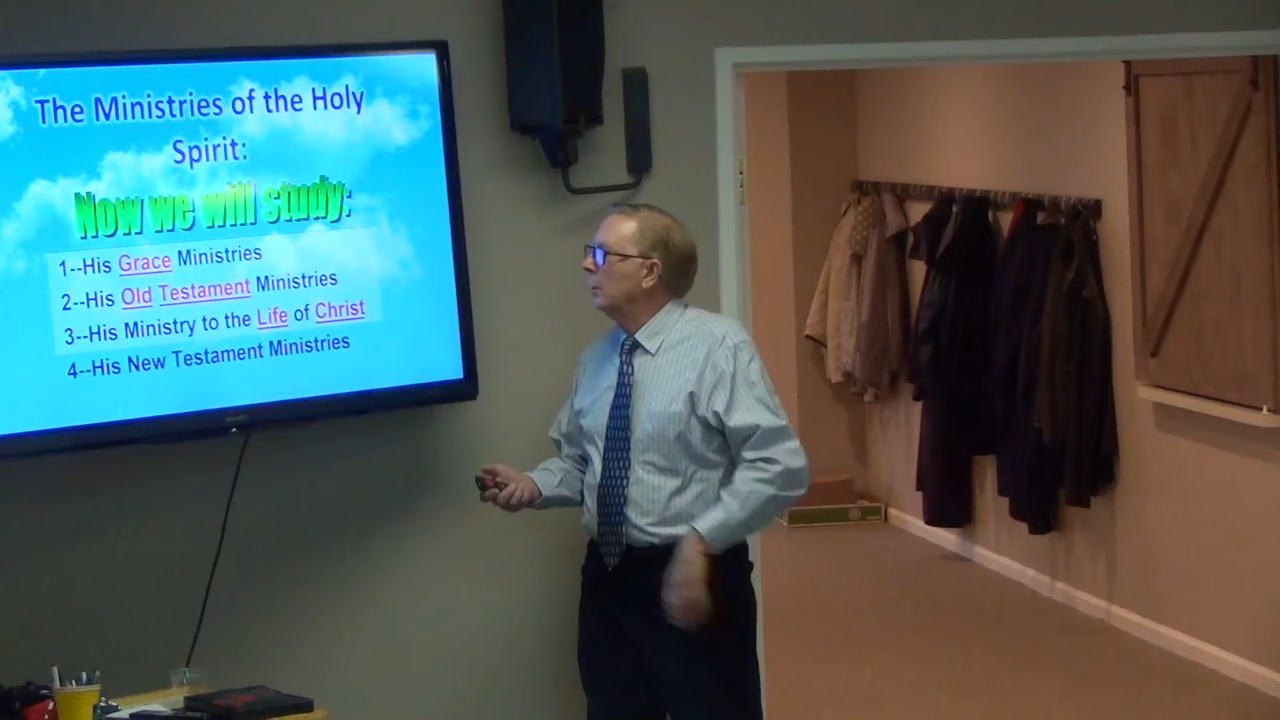 The Ministries of the Holy
Spirit:
Now we will study:
1--His Grace Ministries
2--His Old Testament Ministries
3--His Ministry to the Life of Christ
4--His New Testament Ministries